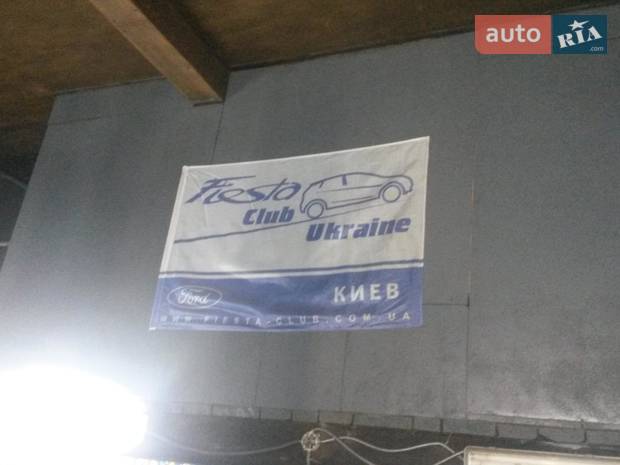 auto RIA.com
Fiesta
Club
Ukraine
Ford
КИЕВ
WWW.FIESTA-CLUB.COM.UA